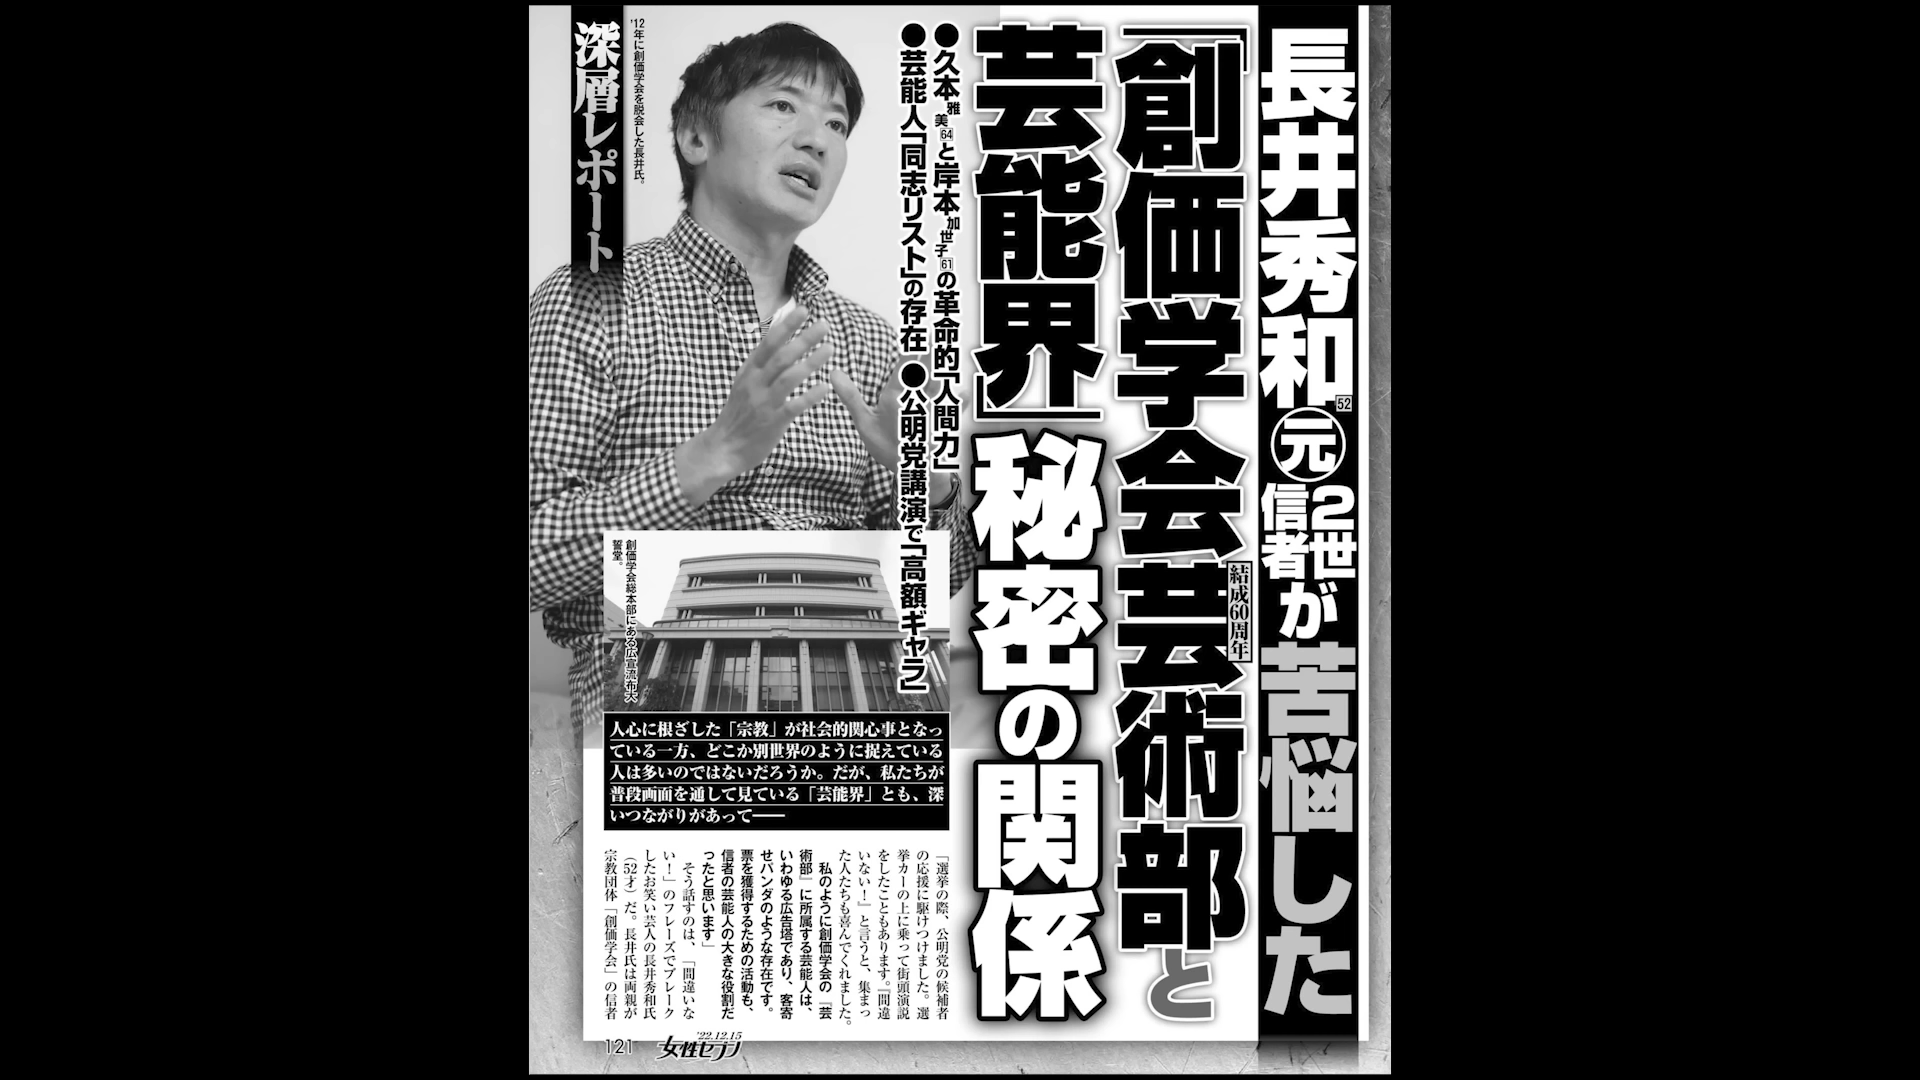 長井秀和52元2世信者が苦悩した
「創価学会芸術部と
結成60周年
芸能界」秘密の関係
●久本雅美64と岸本加世子61の革命的「人間力」
●芸能人「同志リスト」の存在●公明党講演で「高額ギャラ」
'12年に創価学会を脱会した長井氏。
深層レポート
創価学会総本部にある広宣流布大
誓堂。
人心に根ざした「宗教」が社会的関心事となっ
ている一方、どこか別世界のように捉えている
人は多いのではないだろうか。だが、私たちが
普段画面を通して見ている「芸能界」とも、深
いつながりがあって──
「選挙の際、公明党の候補者
の応援に駆けつけました。選
挙カーの上に乗って街頭演説
をしたこともあります。『間違
いない！』と言うと、集まっ
た人たちも喜んでくれました。
私のように創価学会の『芸
術部』に所属する芸能人は、
いわゆる広告塔であり、客寄
せパンダのような存在です。
票を獲得するための活動も、
信者の芸能人の大きな役割だ
ったと思います」
そう話すのは、「間違いな
い！」のフレーズでブレーク
したお笑い芸人の長井秀和氏
（52才）だ。長井氏は両親が
宗教団体「創価学会」の信者
121
女性セブン
'22.12.15